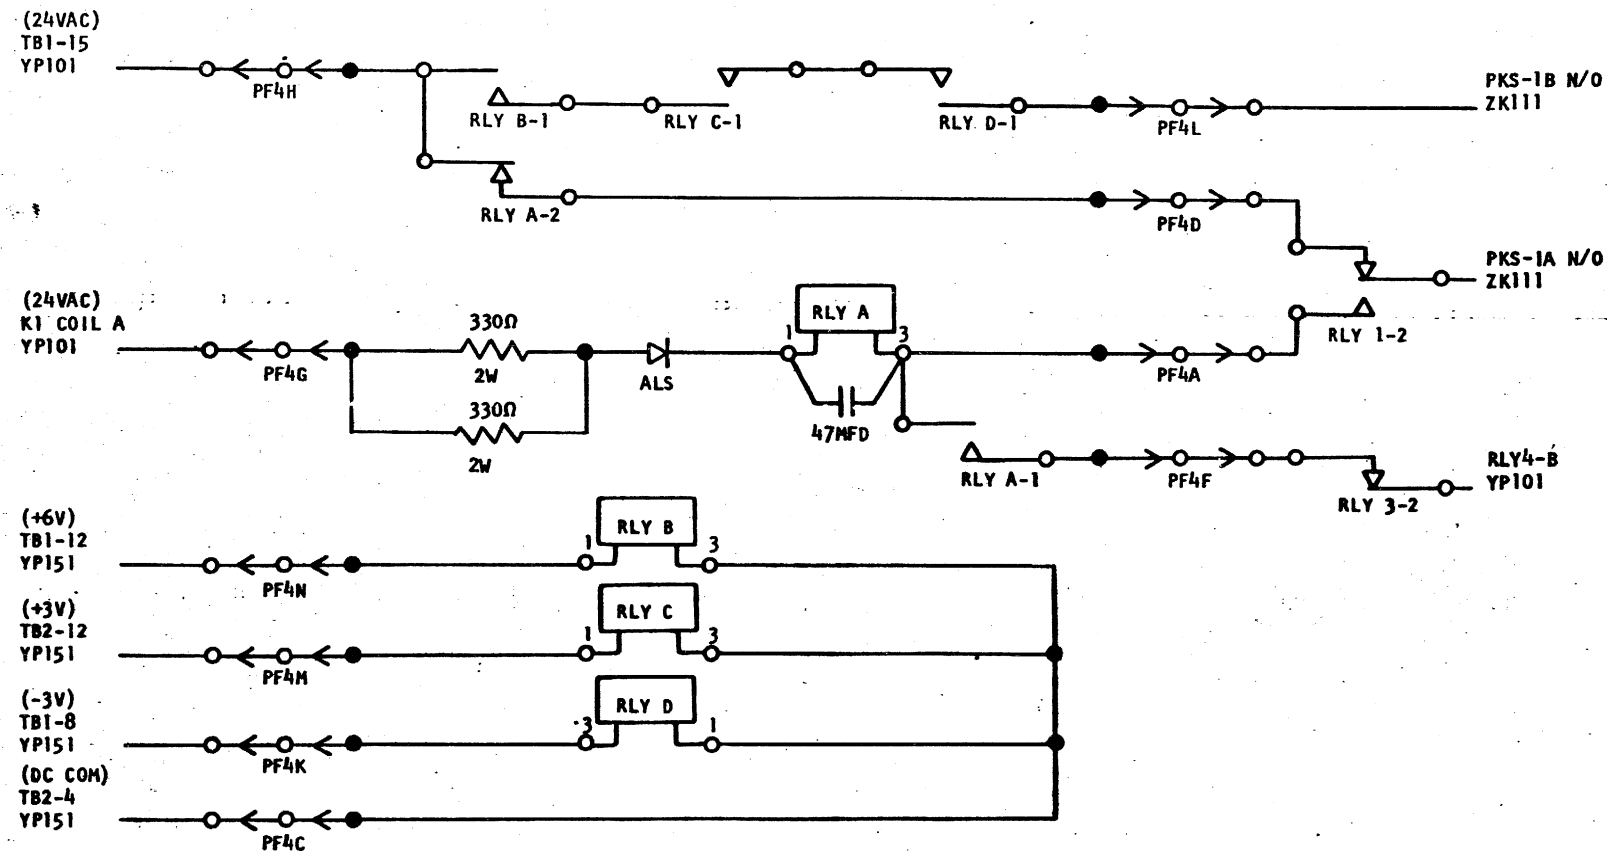 (24VAC)
TB1-15
YP101
PF4H
RLY B-1
RLY C-1
RLY D-1
PF4L
PKS-1B N/O
ZK111
RLY A-2
PF4D
PKS-1A N/O
ZK111
(24VAC)
K1 COIL A
YP101
PF4G
330Ω
2W
330Ω
2W
ALS
RLY A
1
3
47MFD
PF4A
RLY 1-2
RLY A-1
PF4F
RLY 3-2
RLY4-B
YP101
(+6V)
TB1-12
YP151
PF4N
RLY B
1
3
(+3V)
TB2-12
YP151
PF4M
RLY C
1
3
(-3V)
TB1-8
YP151
PF4K
RLY D
3
1
(DC COM)
TB2-4
YP151
PF4C